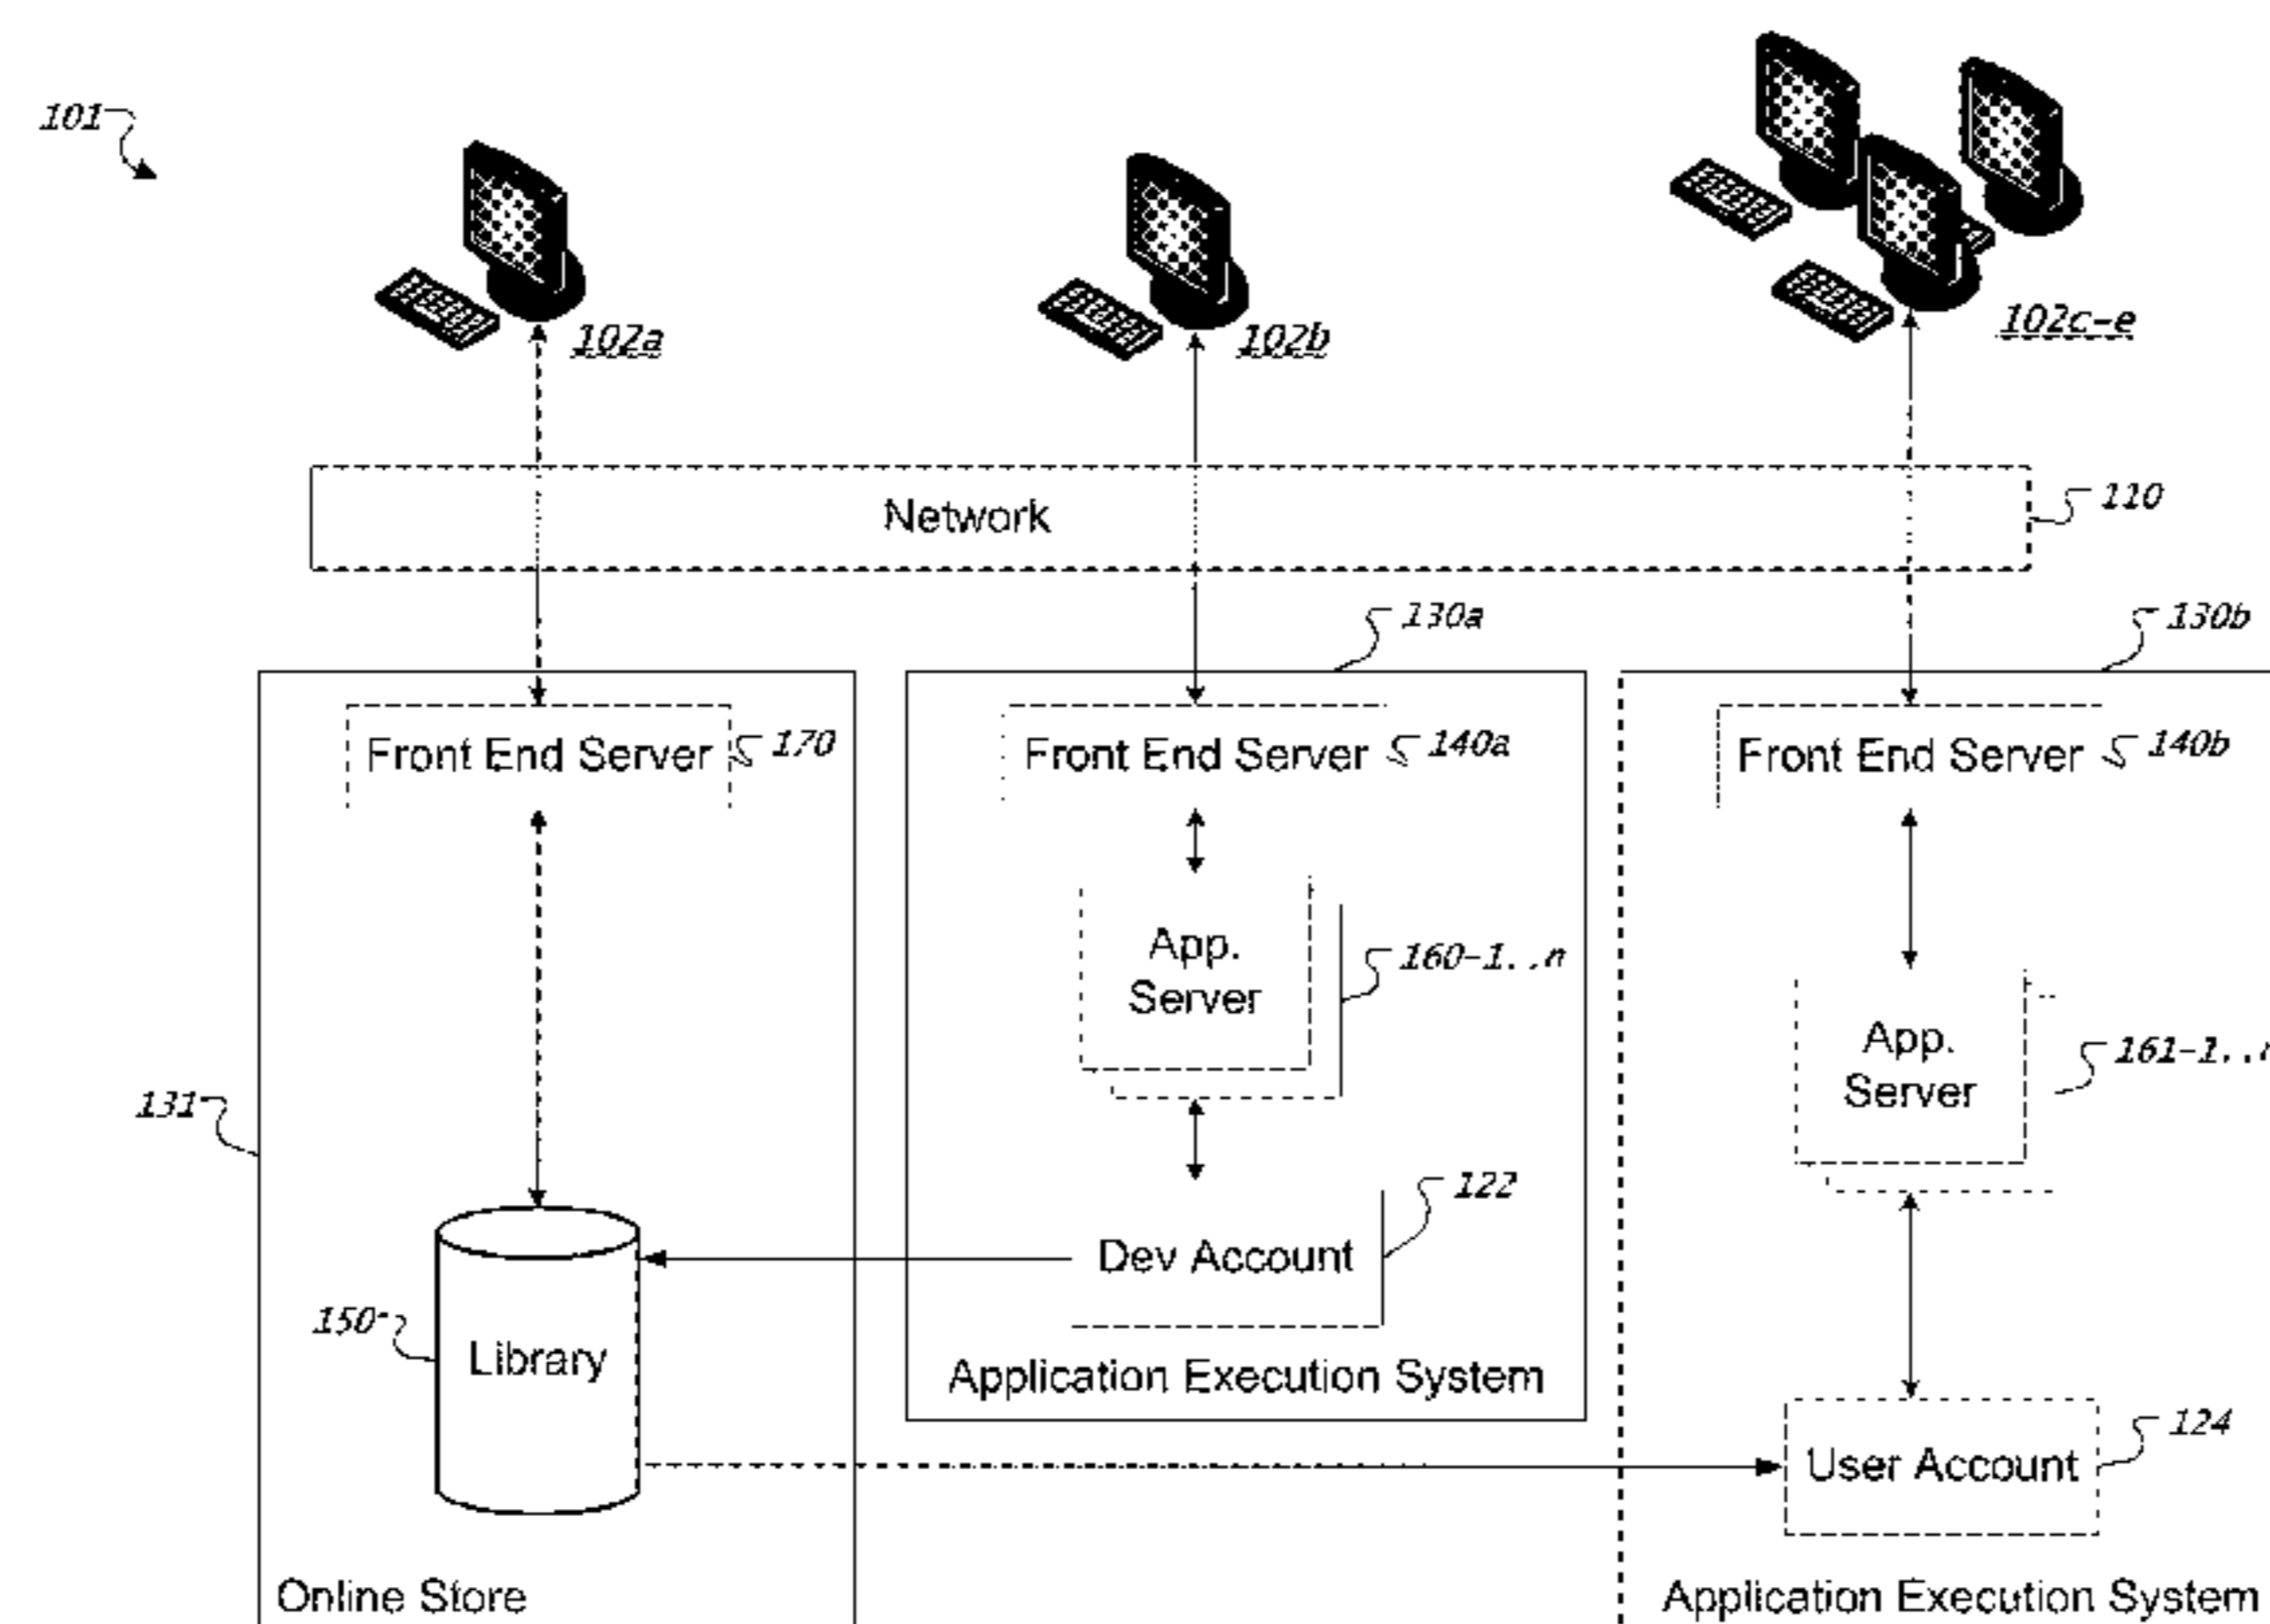 101
102a
102b
102c-e
Network
110
130a
130b
Front End Server
170
Front End Server
140a
Front End Server
140b
App.
Server
160-1..n
App.
Server
161-1..
131
122
Dev Account
150
Library
Application Execution System
124
User Account
Online Store
Application Execution System